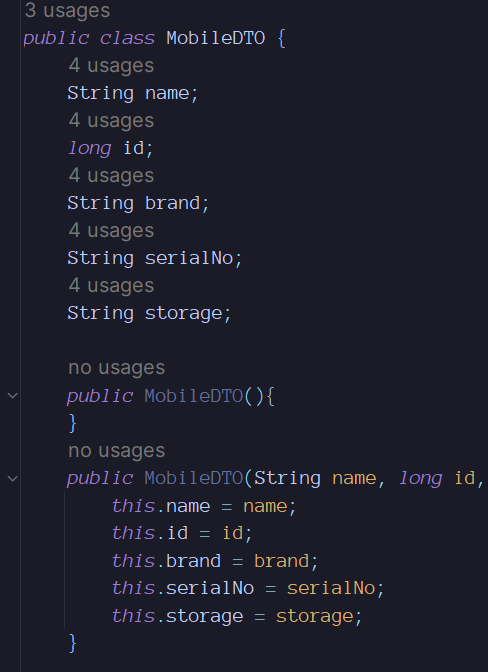 3 usages
public class MobileDTO {
4 usages
String name;
4 usages
long id;
4 usages
String brand;
4 usages
String serialNo;
4 usages
String storage;
no usages
public MobileDTO(){
}
no usages
public MobileDTO(String name, long id,
this.name = name;
this.id = id;
this.brand = brand;
this.serialNo = serialNo;
this.storage = storage;
}